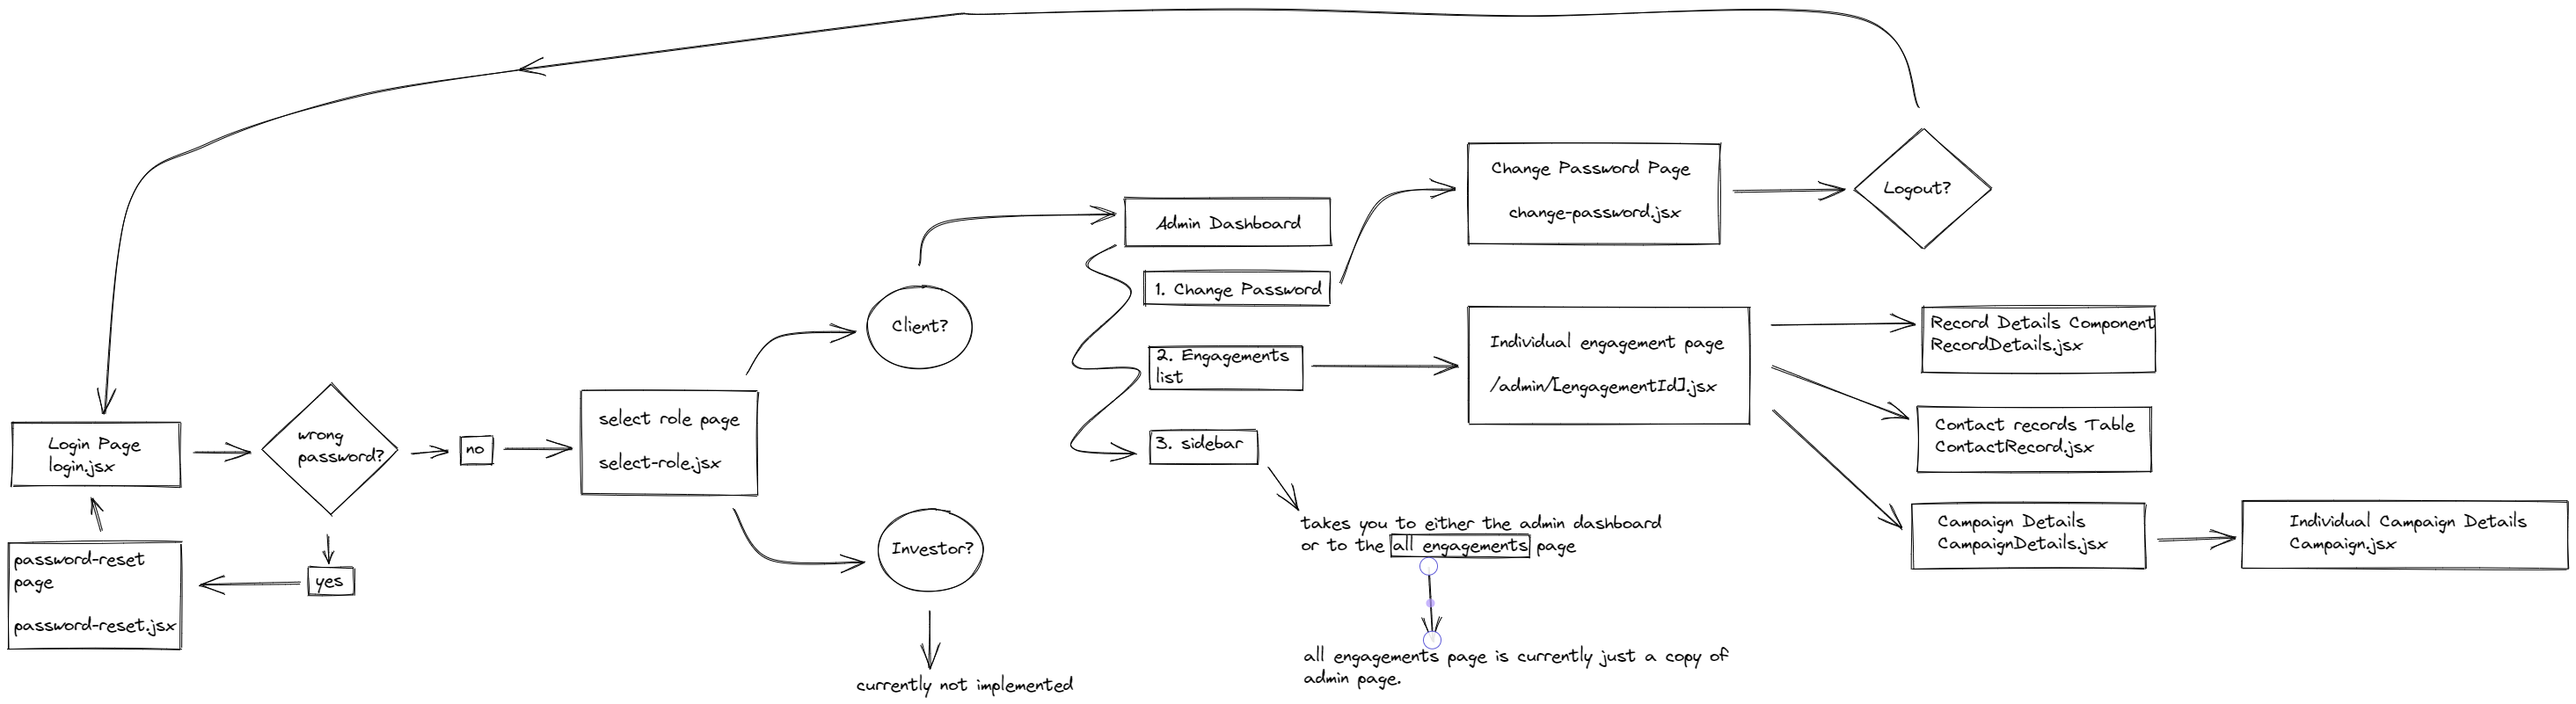 Login Page
login.jsx
password-reset
page
password-reset.jsx
wrong
password?
yes
no
select role page
select-role.jsx
Client?
Investor?
currently not implemented
Admin Dashboard
1. Change Password
2. Engagements
list
3. sidebar
takes you to either the admin dashboard
or to the all engagements page
all engagements page is currently just a copy of
admin page.
Change Password Page
change-password.jsx
Logout?
Individual engagement page
/admin/[engagementId].jsx
Record Details Component
RecordDetails.jsx
Contact records Table
ContactRecord.jsx
Campaign Details
CampaignDetails.jsx
Individual Campaign Details
Campaign.jsx